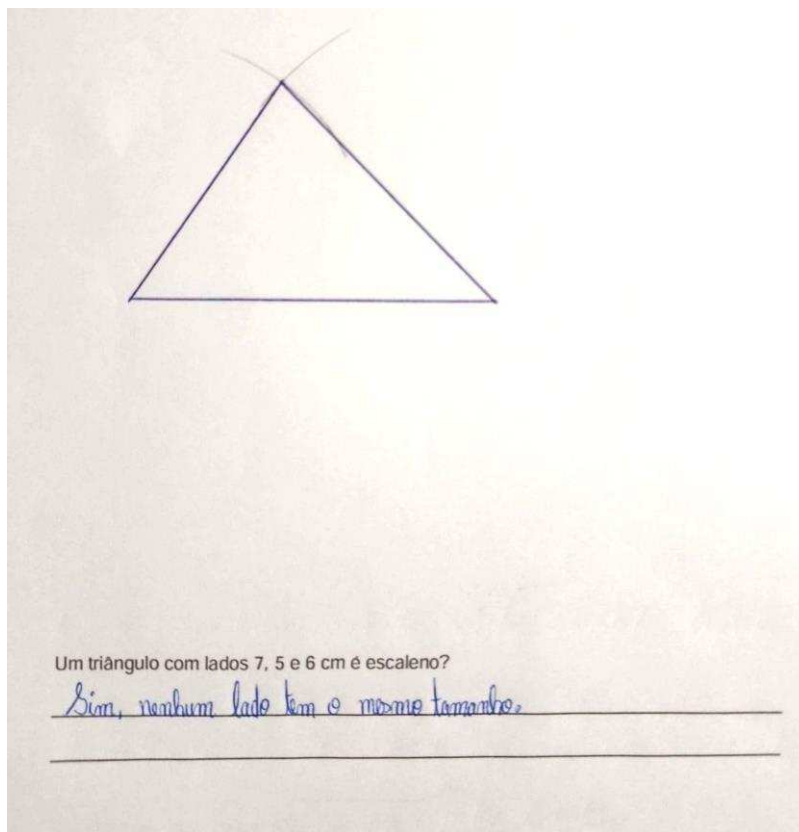 Um triângulo com lados 7, 5 e 6 cm é escaleno?
Sim, nenhum lado tem o mesmo tamanho.